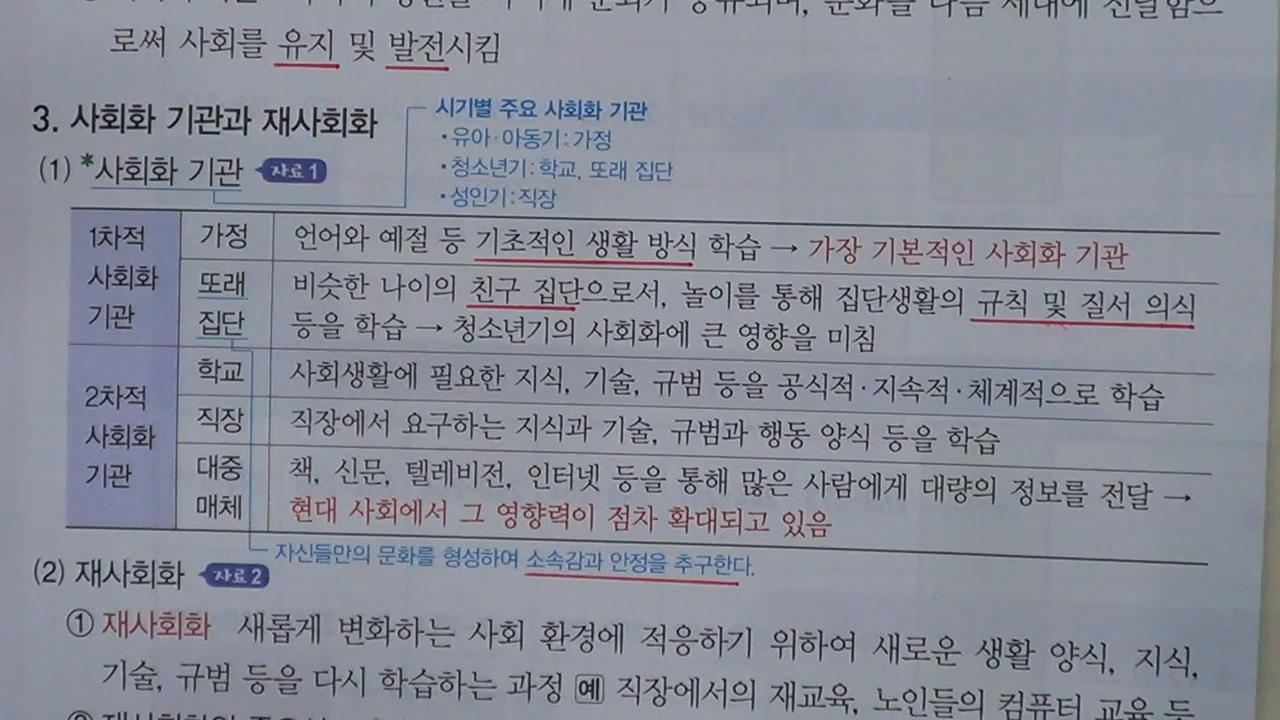 문화를 다음 세대에 전달함으
로써 사회를 유지 및 발전시킴
3. 사회화 기관과 재사회화
시기별 주요 사회화 기관
• 유아·아동기: 가정
• 청소년기: 학교, 또래 집단
• 성인기: 직장
(1) *사회화 기관 자료 1
1차적 사회화 기관
가정
언어와 예절 등 기초적인 생활 방식 학습 → 가장 기본적인 사회화 기관
또래 집단
비슷한 나이의 친구 집단으로서, 놀이를 통해 집단생활의 규칙 및 질서 의식
등을 학습 → 청소년기의 사회화에 큰 영향을 미침
2차적 사회화 기관
학교
사회생활에 필요한 지식, 기술, 규범 등을 공식적·지속적·체계적으로 학습
직장
직장에서 요구하는 지식과 기술, 규범과 행동 양식 등을 학습
대중 매체
책, 신문, 텔레비전, 인터넷 등을 통해 많은 사람에게 대량의 정보를 전달 →
현대 사회에서 그 영향력이 점차 확대되고 있음
자신들만의 문화를 형성하여 소속감과 안정을 추구한다.
(2) 재사회화 자료 2
① 재사회화 새롭게 변화하는 사회 환경에 적응하기 위하여 새로운 생활 양식, 지식,
기술, 규범 등을 다시 학습하는 과정 예 직장에서의 재교육, 노인들의 컴퓨터 교육 등